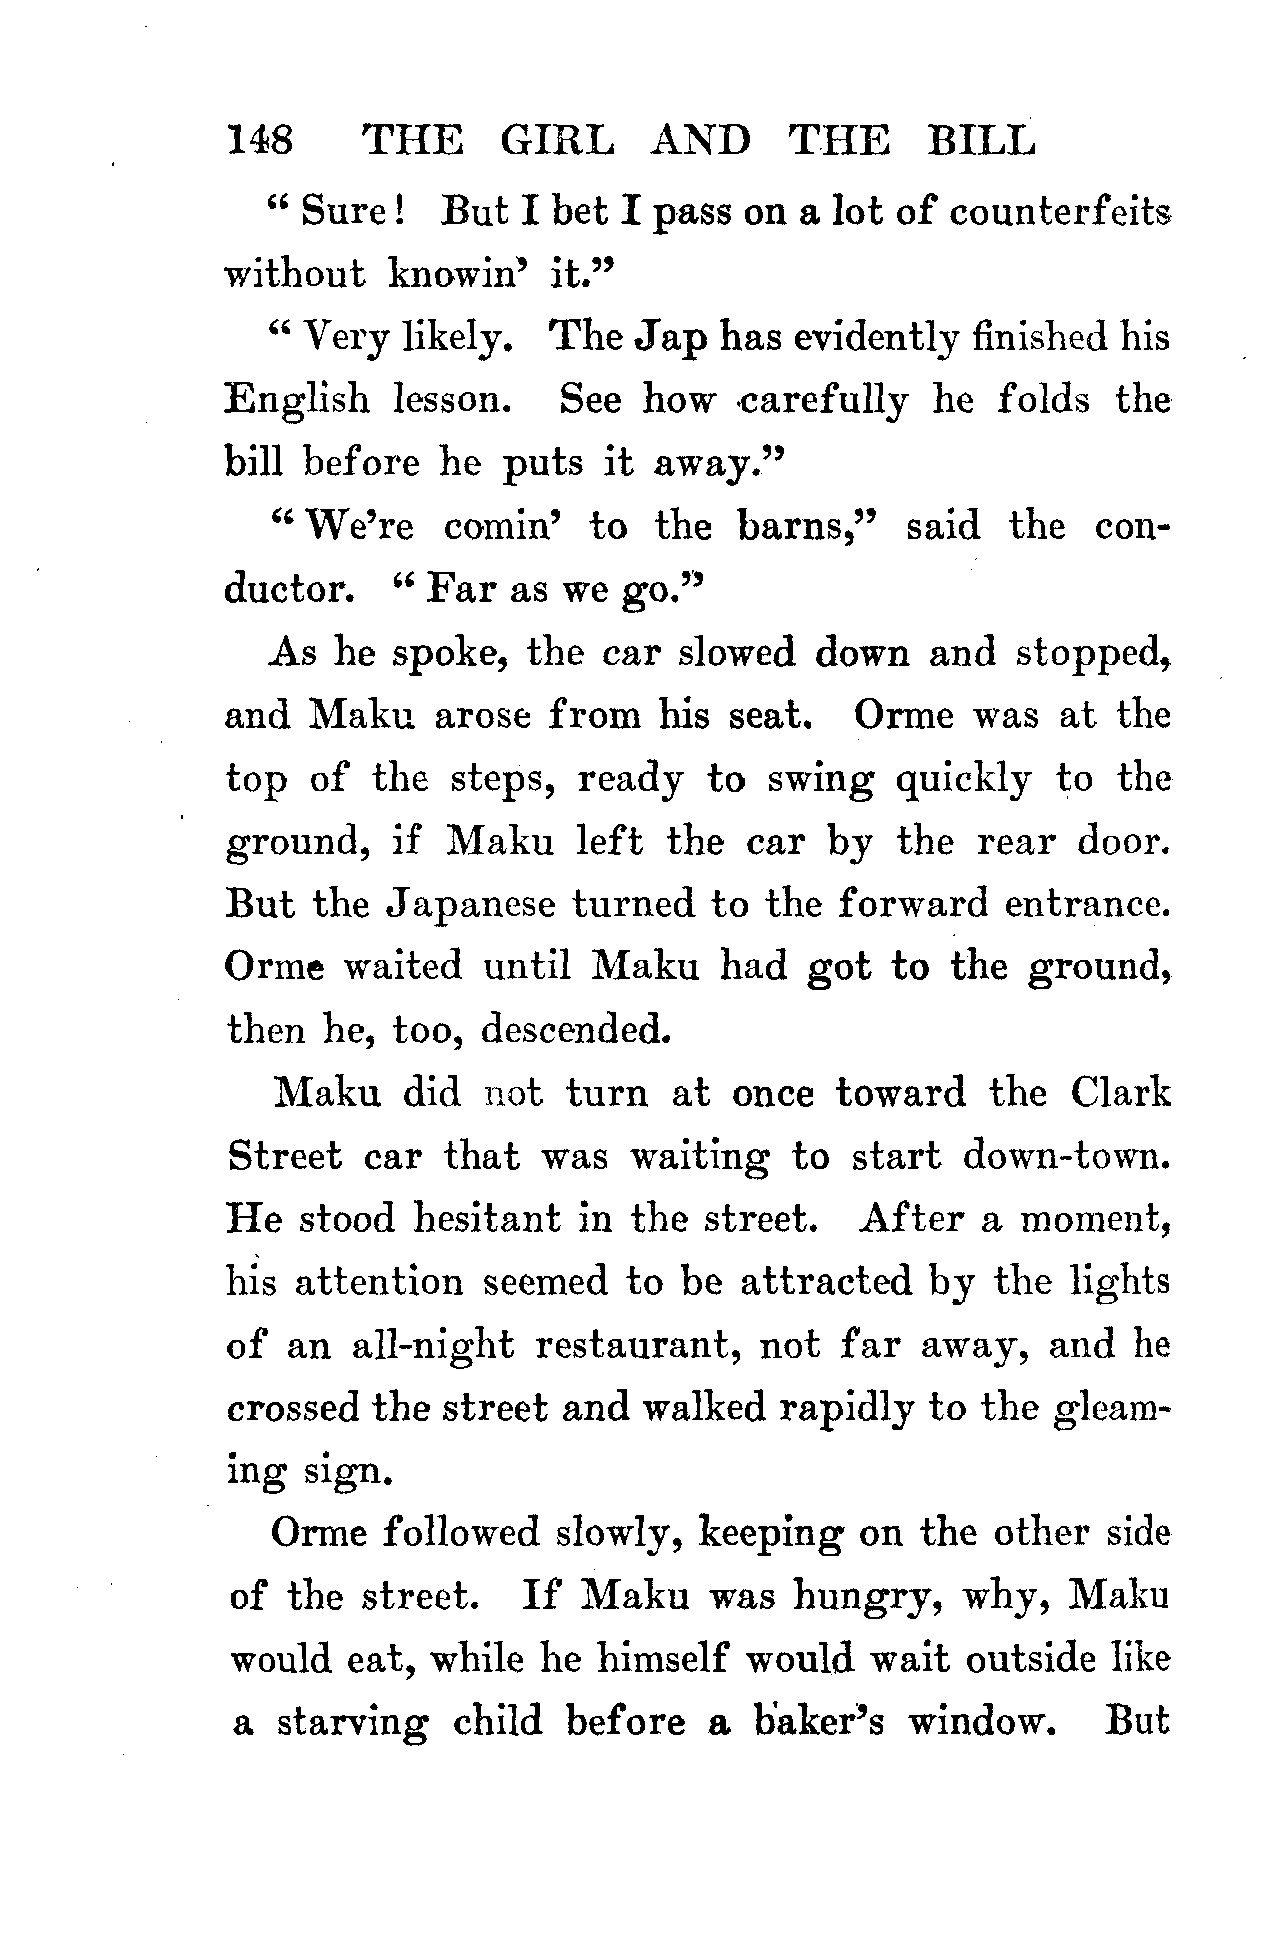 148 THE GIRL AND THE BILL
“ Sure ! But I bet I pass on a lot of counterfeits
without knowin’ it.”
“ Very likely. The Jap has evidently finished his
English lesson. See how carefully he folds the
bill before he puts it away.”
“ We’re comin’ to the barns,” said the con-
ductor. “ Far as we go.”
As he spoke, the car slowed down and stopped,
and Maku arose from his seat. Orme was at the
top of the steps, ready to swing quickly to the
ground, if Maku left the car by the rear door.
But the Japanese turned to the forward entrance.
Orme waited until Maku had got to the ground,
then he, too, descended.
Maku did not turn at once toward the Clark
Street car that was waiting to start down-town.
He stood hesitant in the street. After a moment,
his attention seemed to be attracted by the lights
of an all-night restaurant, not far away, and he
crossed the street and walked rapidly to the gleam-
ing sign.
Orme followed slowly, keeping on the other side
of the street. If Maku was hungry, why, Maku
would eat, while he himself would wait outside like
a starving child before a baker’s window. But